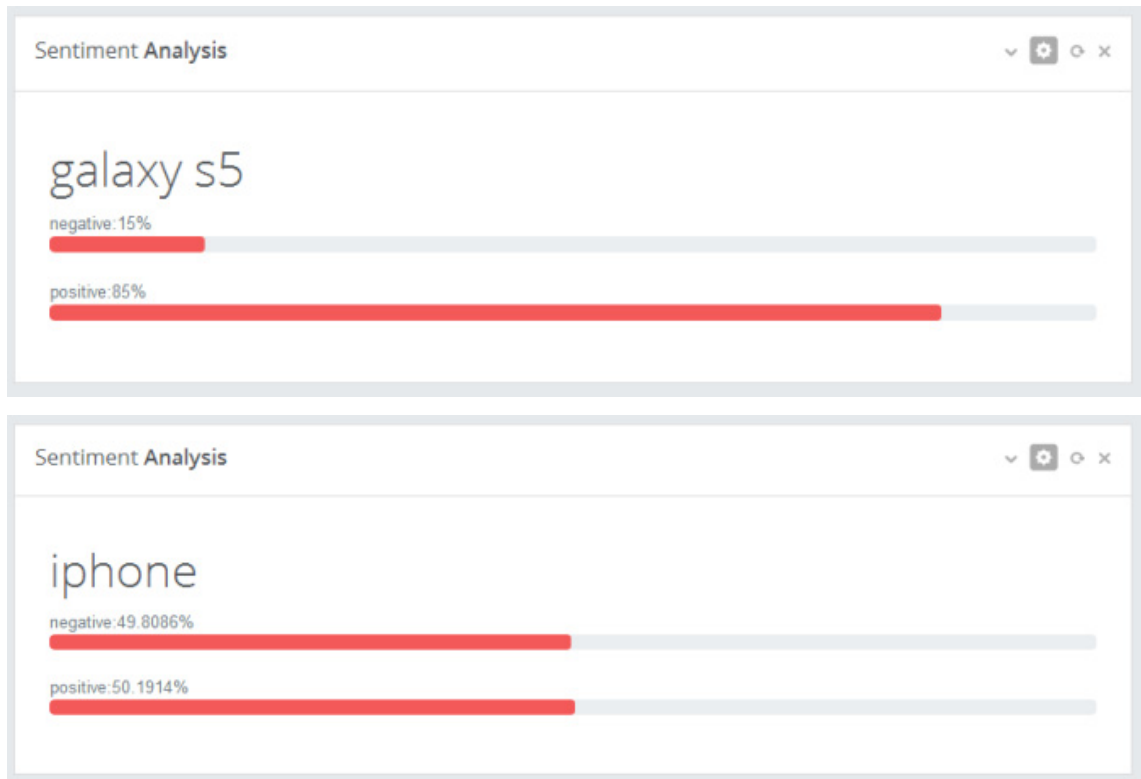 Sentiment Analysis
galaxy s5
negative:15%
positive:85%
Sentiment Analysis
iphone
negative:49.8086%
positive:50.1914%